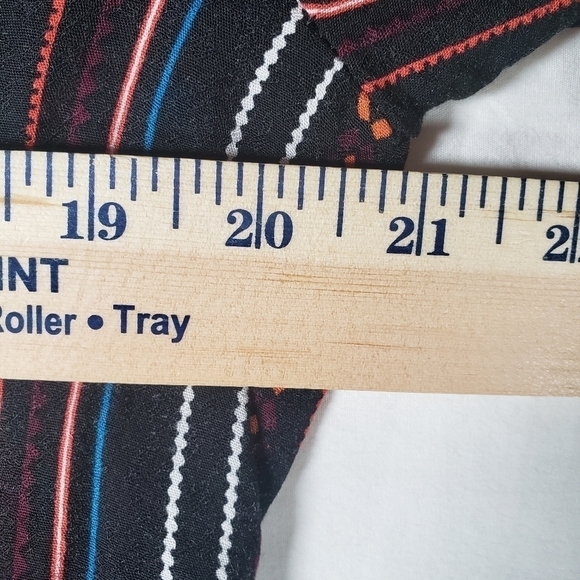 19 20 21
INT
Roller • Tray